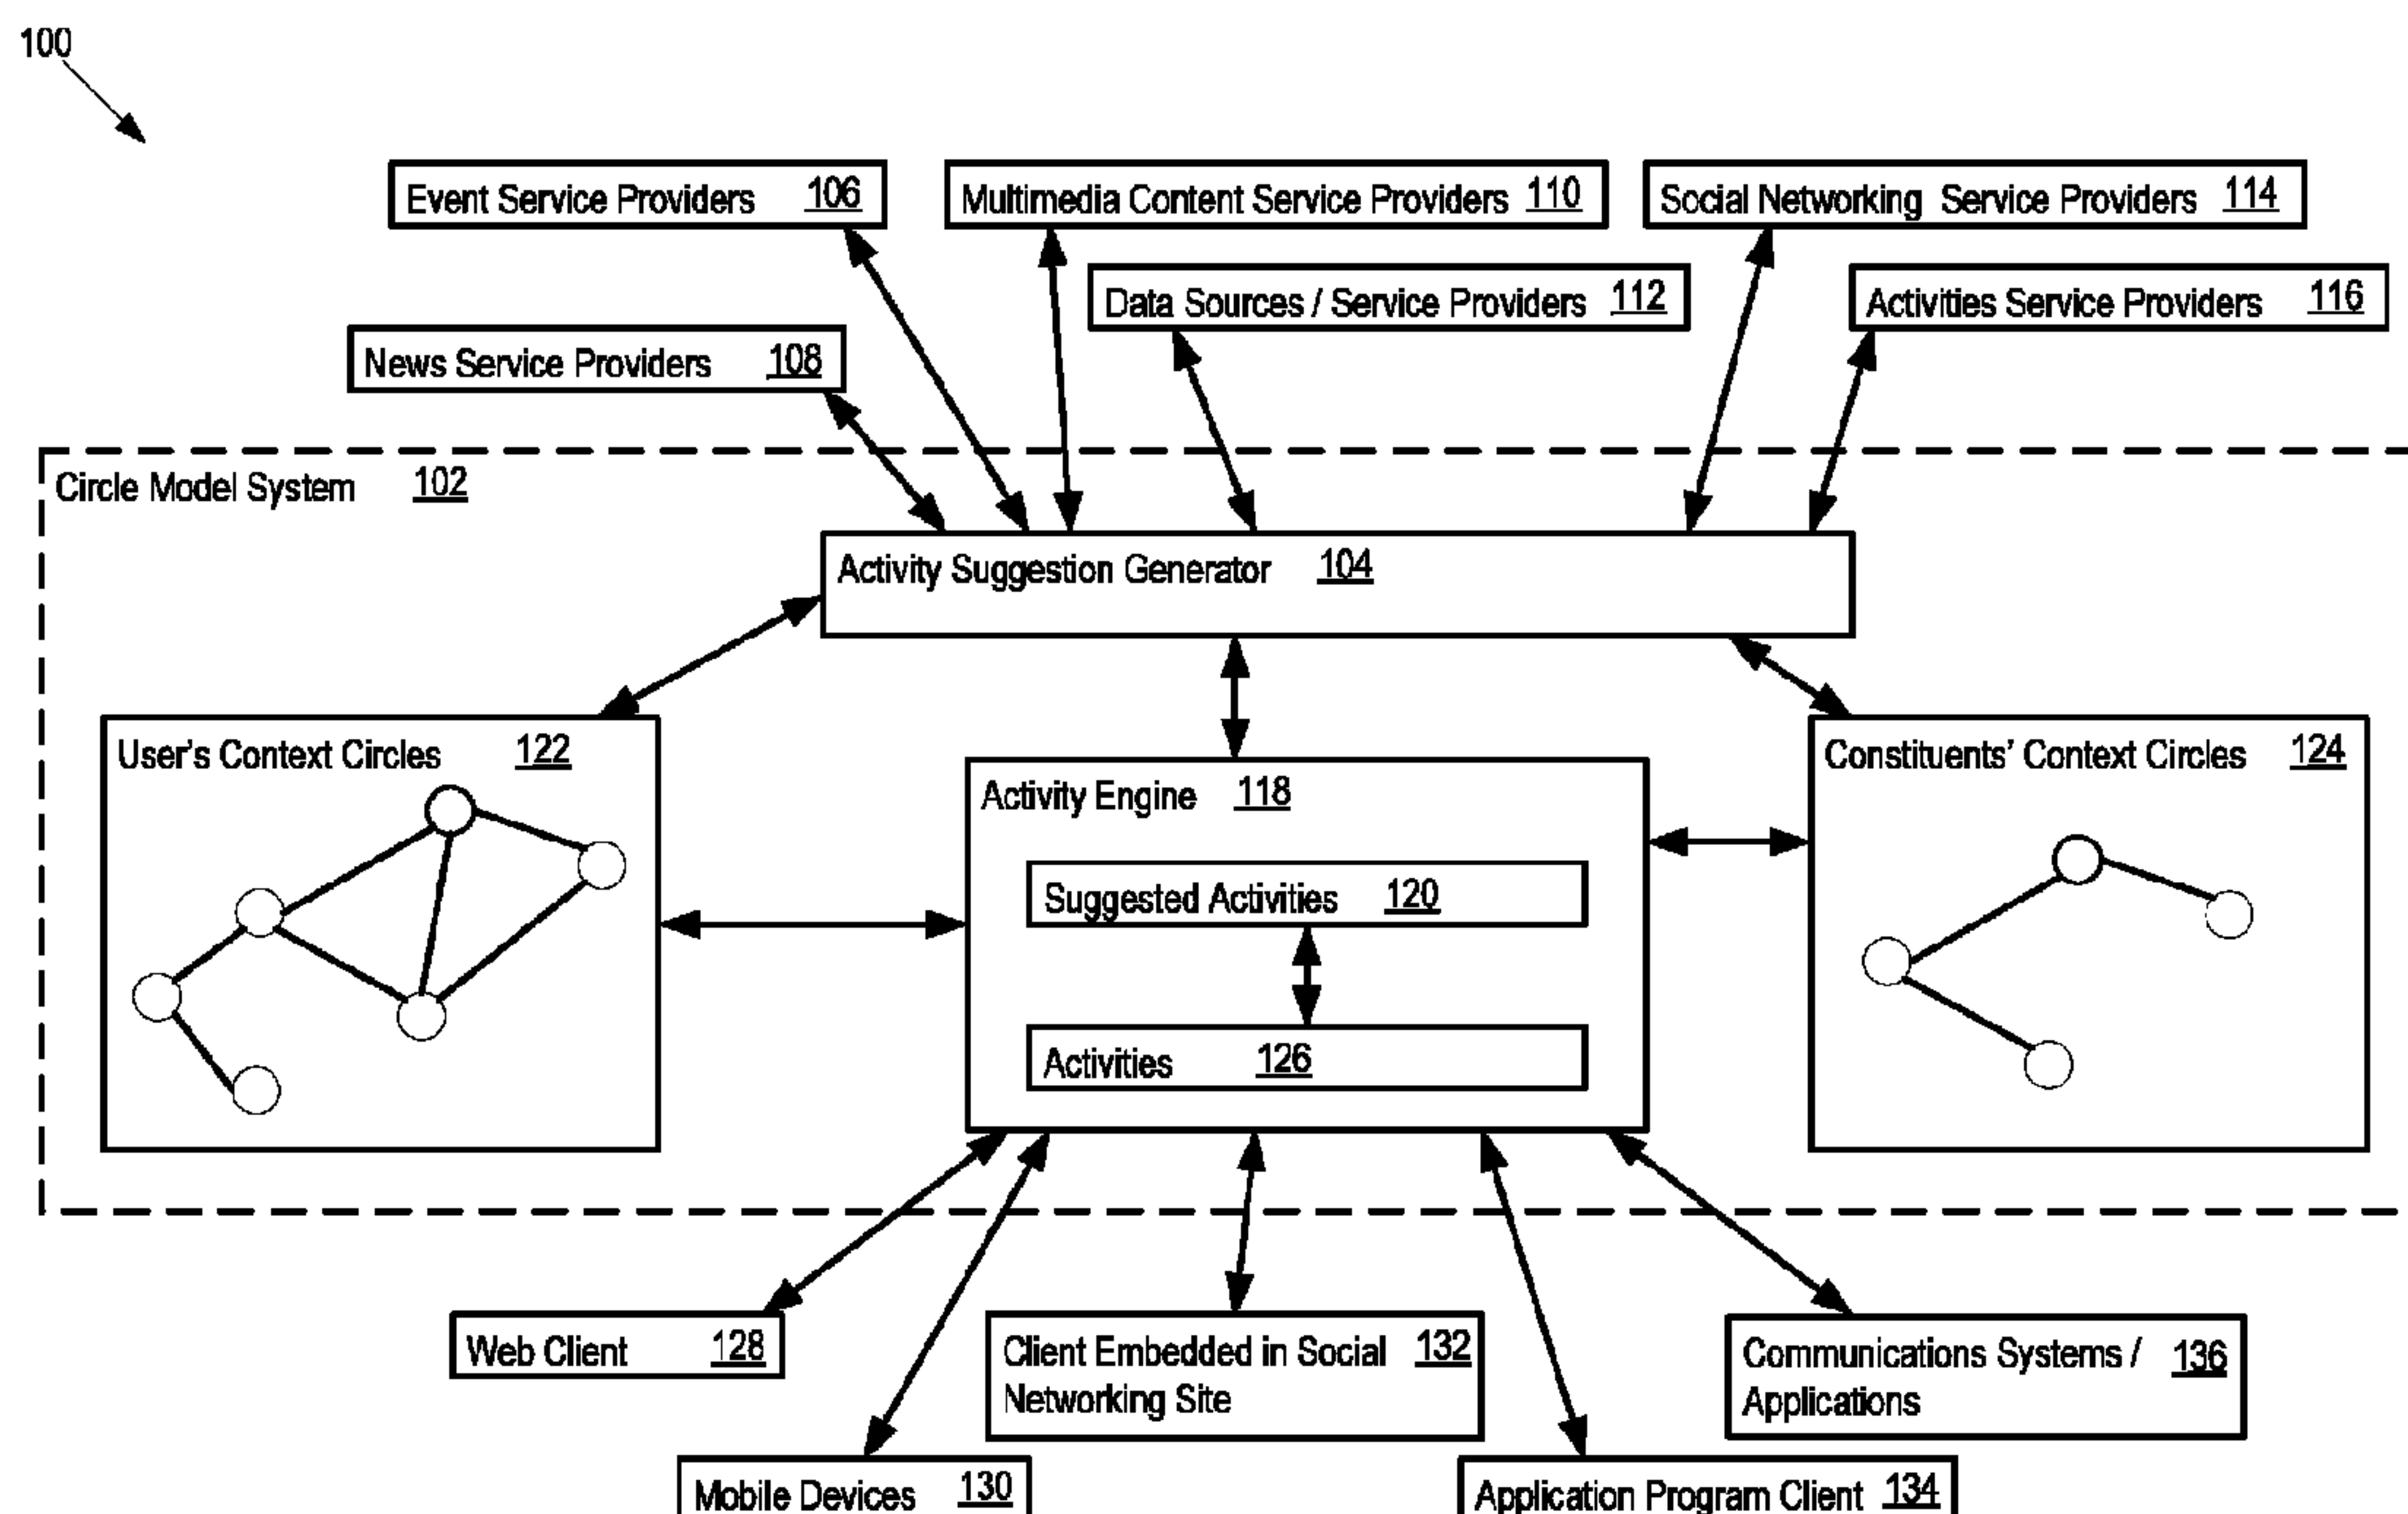 100
Event Service Providers 106
Multimedia Content Service Providers 110
Social Networking Service Providers 114
Data Sources / Service Providers 112
Activities Service Providers 116
News Service Providers 108
Circle Model System 102
Activity Suggestion Generator 104
User's Context Circles 122
Activity Engine 118
Constituents' Context Circles 124
Suggested Activities 120
Activities 126
Web Client 128
Client Embedded in Social 132
Networking Site
Communications Systems / 136
Applications
Mobile Devices 130
Application Program Client 134